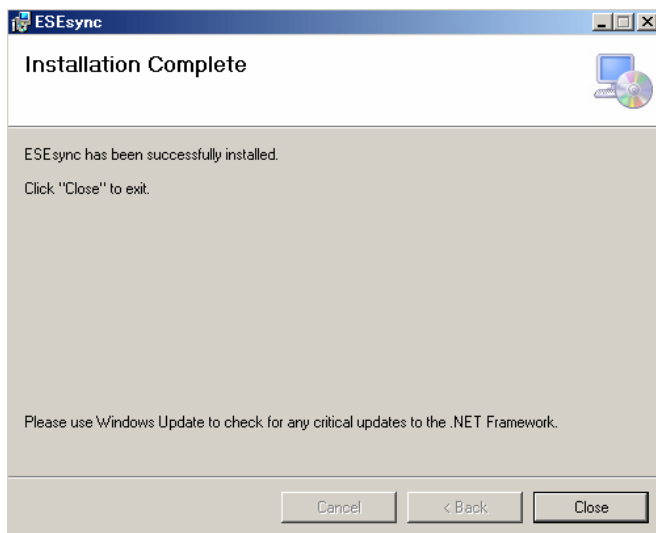 ESEsync
Installation Complete
ESEsync has been successfully installed.
Click "Close" to exit.
Please use Windows Update to check for any critical updates to the .NET Framework.
Cancel
< Back
Close